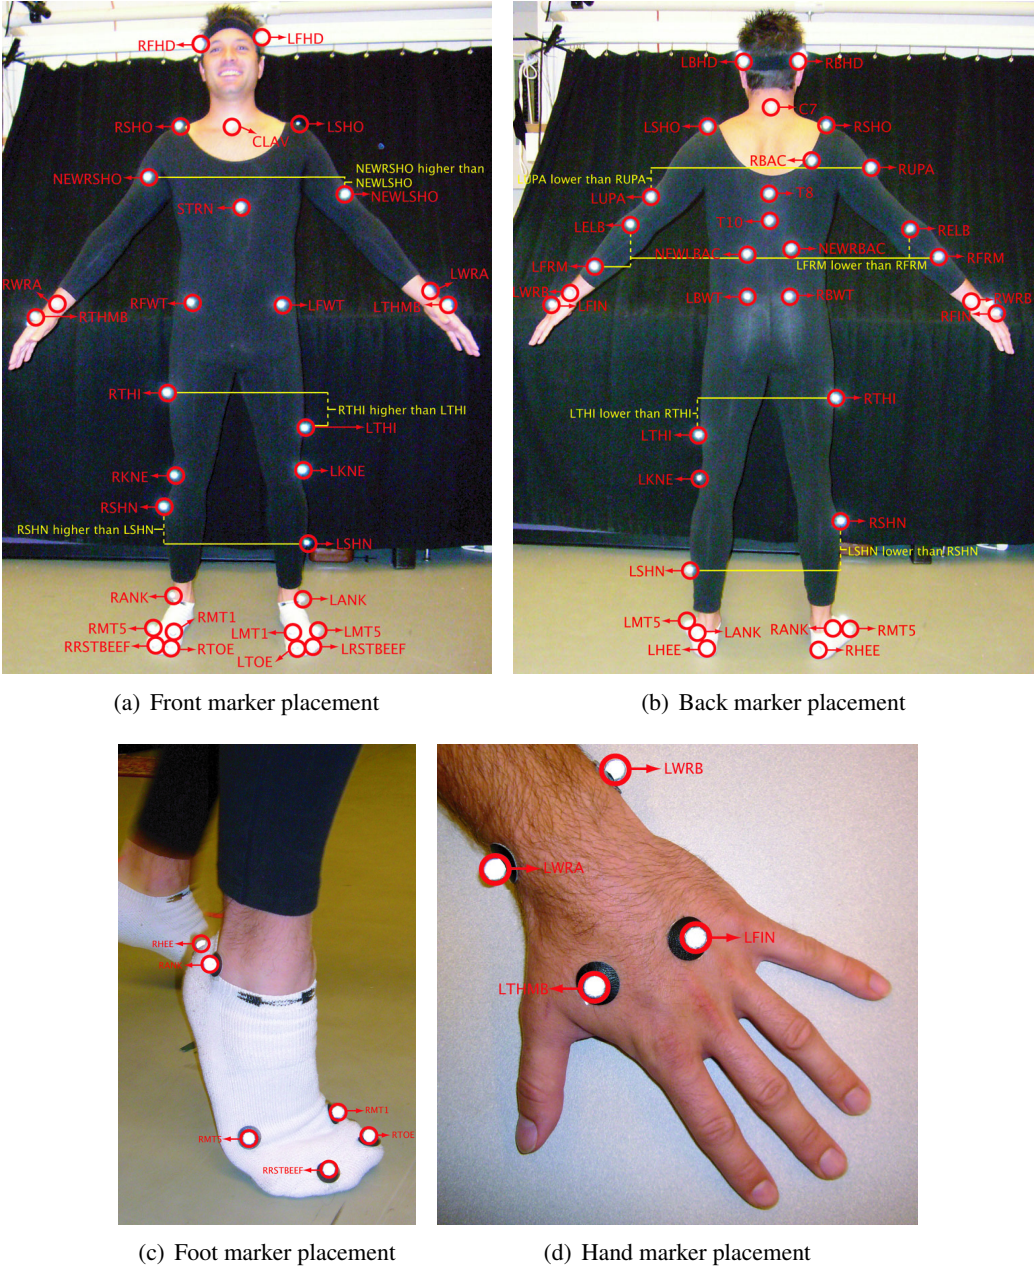 RFHD
LFHD
RSHO
CLAV
LSHO
NEWRSHO
NEWRSHO higher than
NEWLSHO
NEWLSHO
STRN
RWRA
RTHMB
RFWT
LFWT
LWRA
LTHMB
RTHI
RTHI higher than LTHI
LTHI
RKNE
LKNE
RSHN
RSHN higher than LSHN
LSHN
RANK
LANK
RMT1
RMT5
LMT1
LMT5
RRSTBEEF
RTOE
LTOE
LRSTBEEF
(a) Front marker placement
LBHD
RBHD
C7
LSHO
RSHO
RBAC
RUPA
LUPA lower than RUPA
LUPA
T8
T10
LELB
RELB
NEWLBAC
NEWRBAC
LFRM
LFRM lower than RFRM
RFRM
LWRB
LFIN
LBWT
RBWT
RWRB
RFIN
RTHI
LTHI lower than RTHI
LTHI
LKNE
RSHN
LSHN lower than RSHN
LSHN
LMT5
LANK
RANK
RMT5
LHEE
RHEE
(b) Back marker placement
RHEE
RANK
RMT1
RMT5
RTOE
RRSTBEEF
(c) Foot marker placement
LWRB
LWRA
LFIN
LTHMB
(d) Hand marker placement